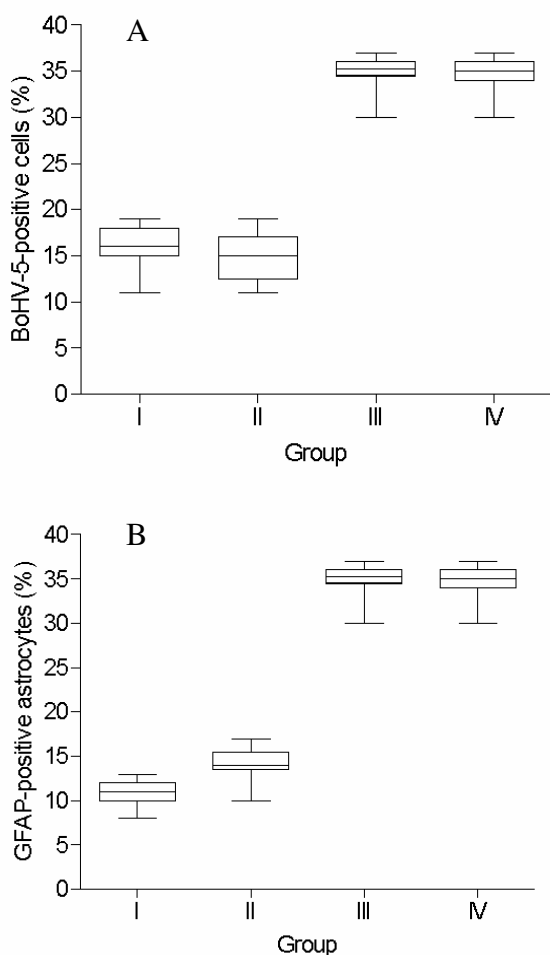 A
BoHV-5-positive cells (%)
40
35
30
25
20
15
10
5
0
I II III IV
Group
B
GFAP-positive astrocytes (%)
40
35
30
25
20
15
10
5
0
I II III IV
Group